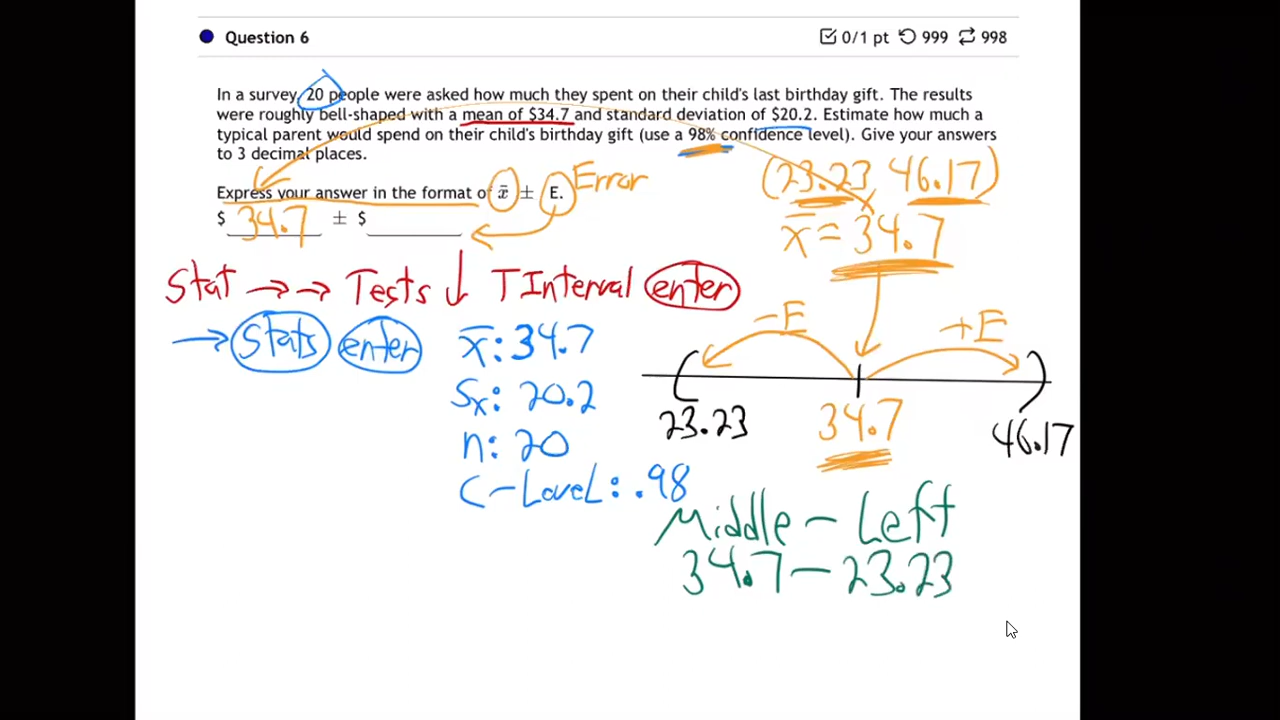 Question 6
0/1 pt 999 998
In a survey, 20 people were asked how much they spent on their child's last birthday gift. The results
were roughly bell-shaped with a mean of $34.7 and standard deviation of $20.2. Estimate how much a
typical parent would spend on their child's birthday gift (use a 98% confidence level). Give your answers
to 3 decimal places.
(23.23, 46.17)
Express your answer in the format of x̄ ± E.
Error
$ 34.7 ± $
x̄ = 34.7
Stat →→ Tests ↓ TInterval enter
→ Stats enter
x̄: 34.7
Sx: 20.2
n: 20
C-Level: .98
-E +E
23.23 34.7 46.17
Middle - Left
34.7 - 23.23